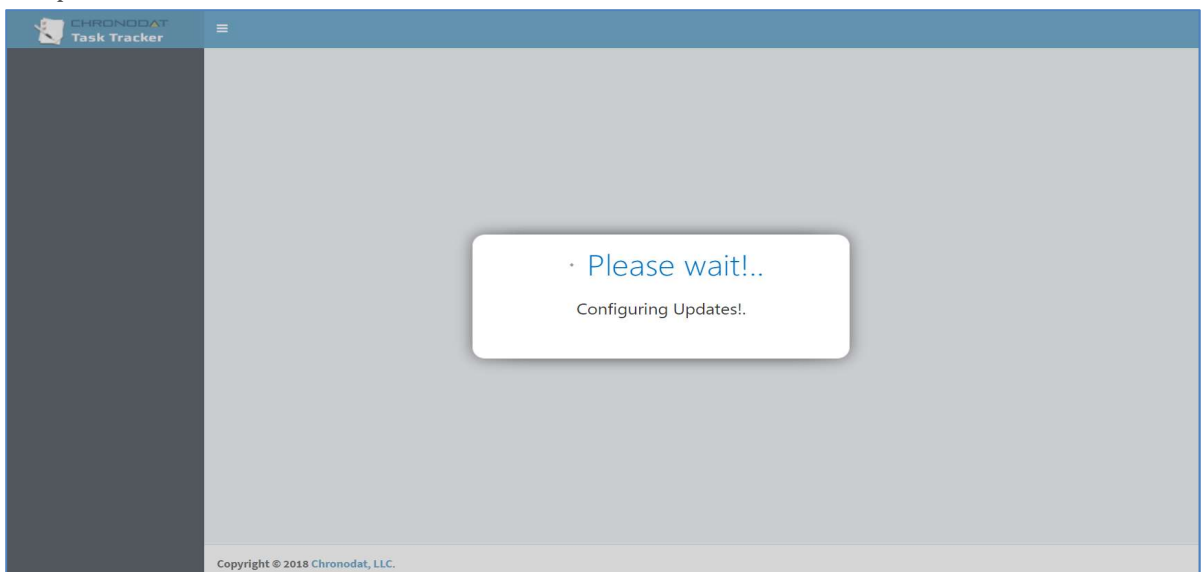 CHRONODAT
Task Tracker
Please wait!..
Configuring Updates!.
Copyright © 2018 Chronodat, LLC.